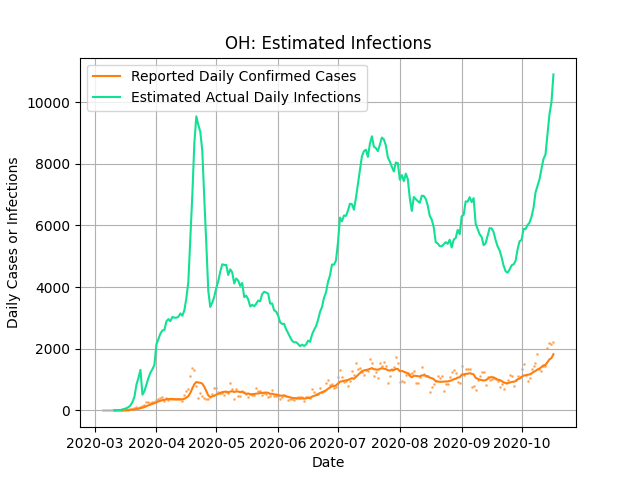 OH: Estimated Infections
Reported Daily Confirmed Cases
Estimated Actual Daily Infections
Daily Cases or Infections
10000
8000
6000
4000
2000
0
2020-03 2020-04 2020-05 2020-06 2020-07 2020-08 2020-09 2020-10
Date